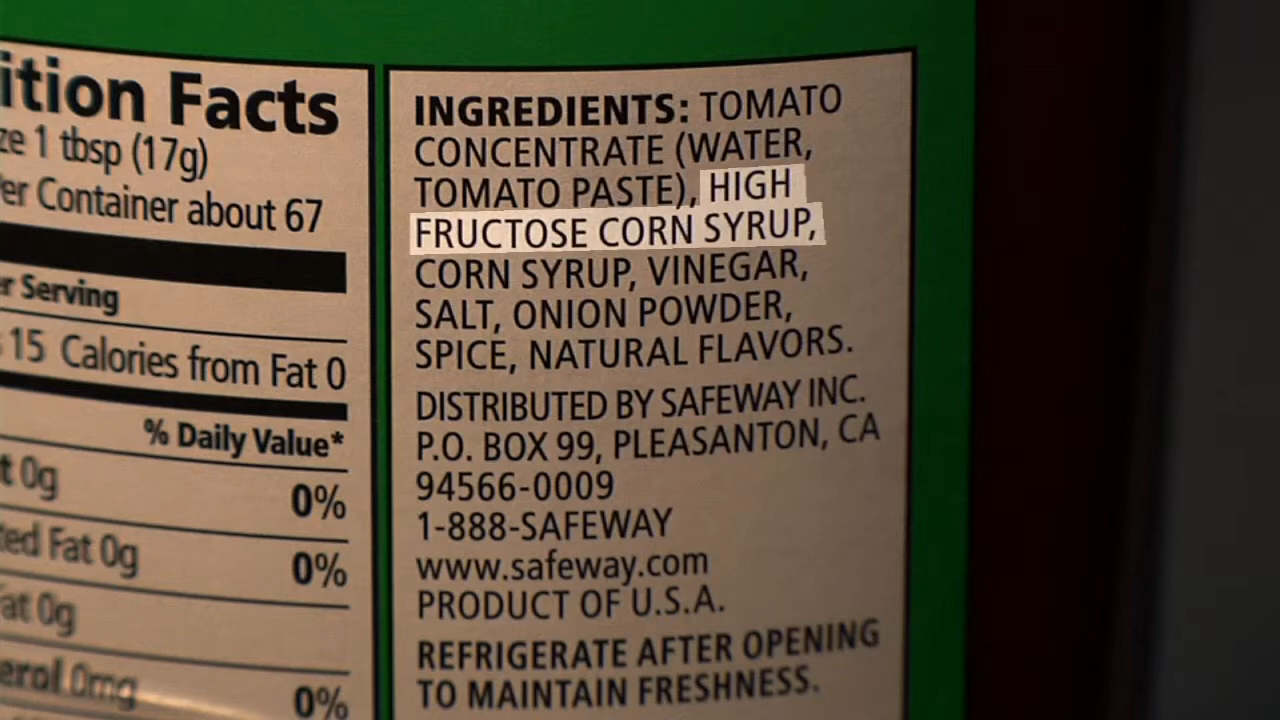 ition Facts
ze 1 tbsp (17g)
Per Container about 67
r Serving
15 Calories from Fat 0
% Daily Value*
t 0g 0%
ted Fat 0g 0%
Fat 0g
erol 0mg 0%
INGREDIENTS: TOMATO
CONCENTRATE (WATER,
TOMATO PASTE), HIGH
FRUCTOSE CORN SYRUP,
CORN SYRUP, VINEGAR,
SALT, ONION POWDER,
SPICE, NATURAL FLAVORS.
DISTRIBUTED BY SAFEWAY INC.
P.O. BOX 99, PLEASANTON, CA
94566-0009
1-888-SAFEWAY
www.safeway.com
PRODUCT OF U.S.A.
REFRIGERATE AFTER OPENING
TO MAINTAIN FRESHNESS.